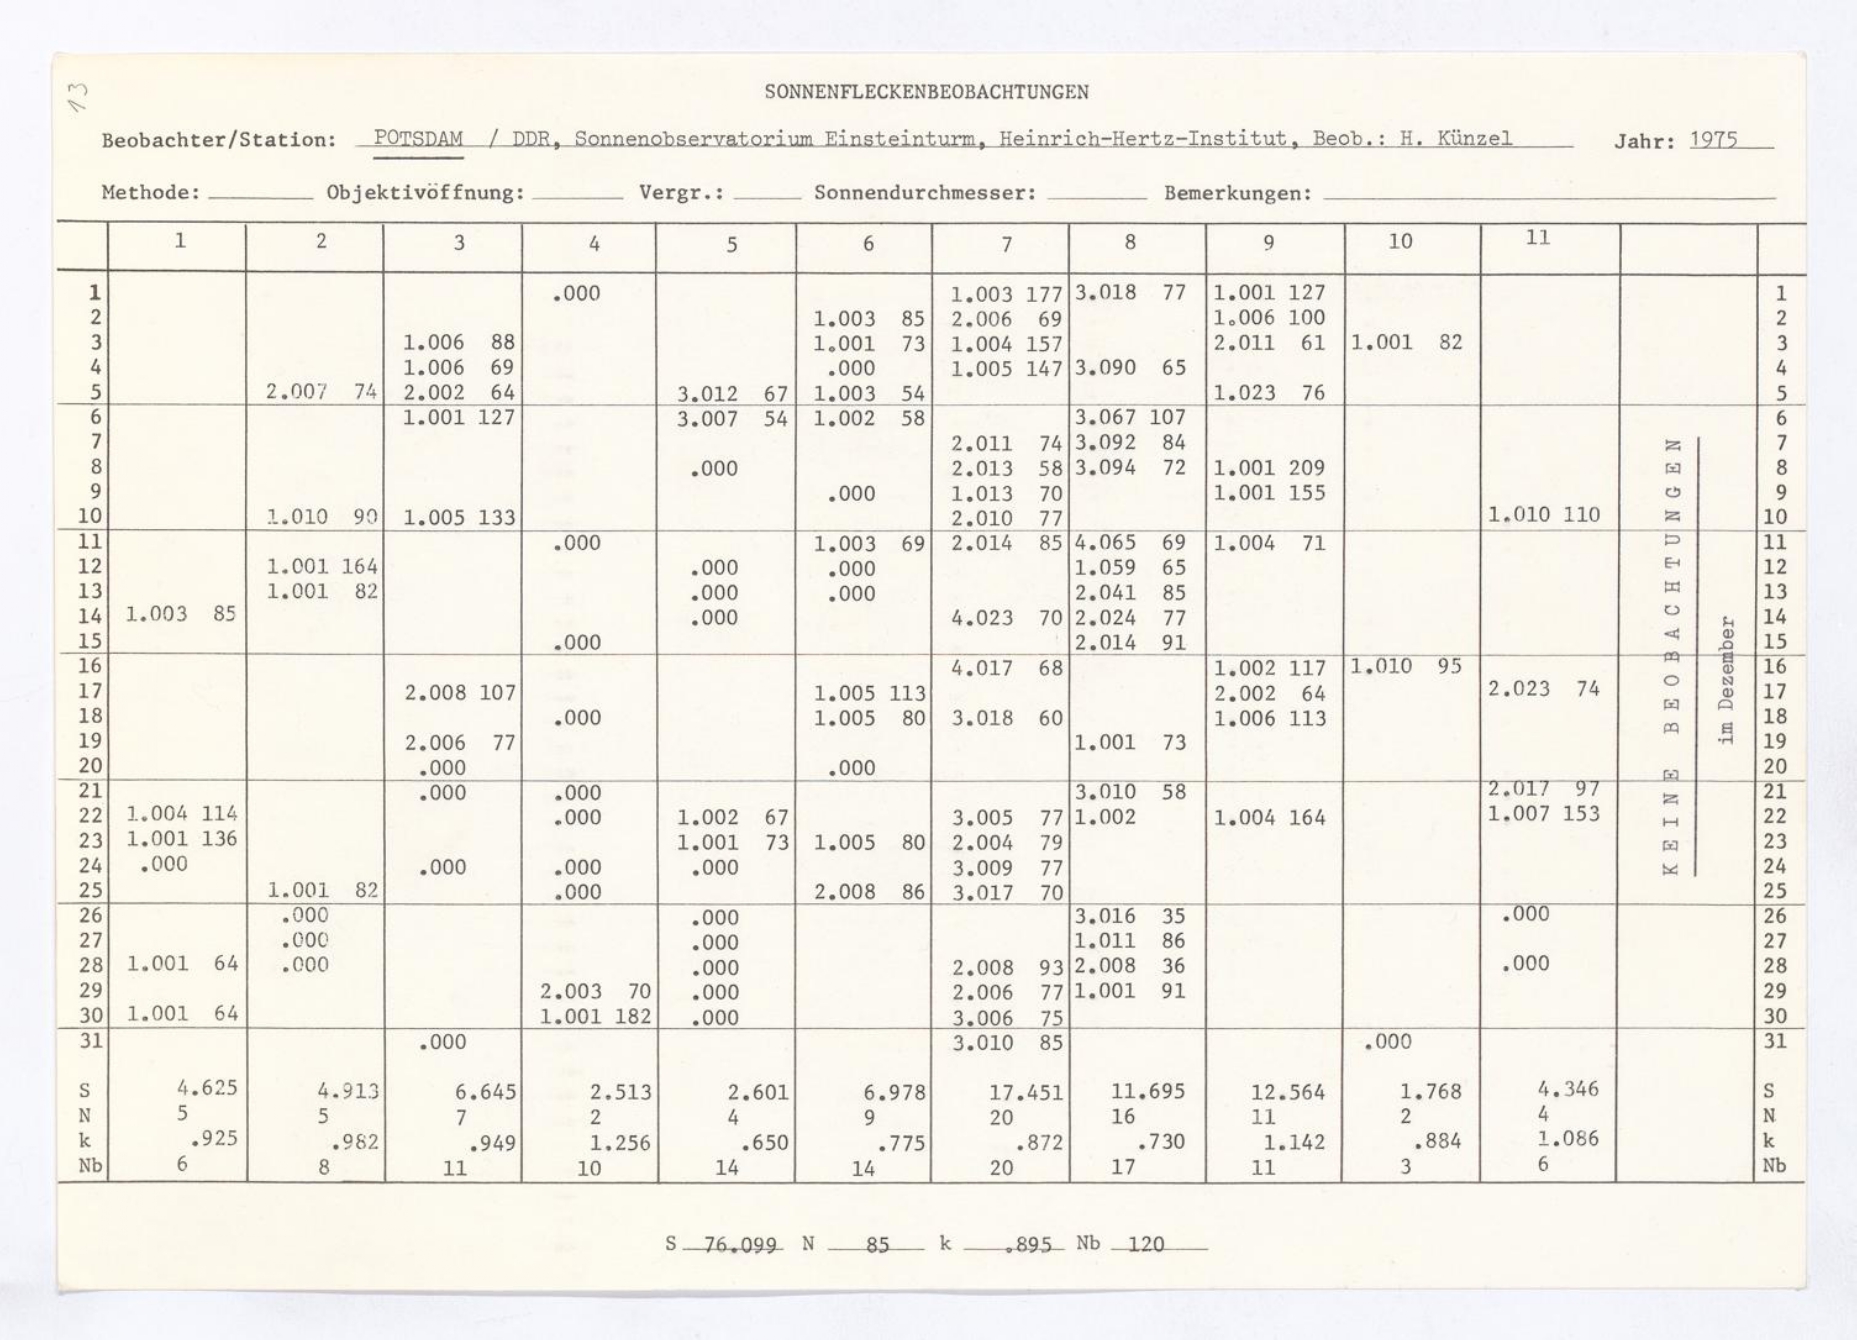 13
SONNENFLECKENBEOBACHTUNGEN
Beobachter/Station: POTSDAM / DDR, Sonnenobservatorium Einsteinturm, Heinrich-Hertz-Institut, Beob.: H. Künzel Jahr: 1975
Methode: Objektivöffnung: Vergr.: Sonnendurchmesser: Bemerkungen:
1 2 3 4 5 6 7 8 9 10 11
1 .000 1.003 177 3.018 77 1.001 127 1
2 1.003 85 2.006 69 1.006 100 2
3 1.006 88 1.001 73 1.004 157 2.011 61 1.001 82 3
4 1.006 69 .000 1.005 147 3.090 65 4
5 2.007 74 2.002 64 3.012 67 1.003 54 1.023 76 5
6 1.001 127 3.007 54 1.002 58 3.067 107 6
7 2.011 74 3.092 84 7
8 .000 2.013 58 3.094 72 1.001 209 8
9 .000 1.013 70 1.001 155 9
10 1.010 90 1.005 133 2.010 77 1.010 110 10
11 .000 1.003 69 2.014 85 4.065 69 1.004 71 11
12 1.001 164 .000 .000 1.059 65 12
13 1.001 82 .000 .000 2.041 85 13
14 1.003 85 .000 4.023 70 2.024 77 14
15 .000 2.014 91 15
16 4.017 68 1.002 117 1.010 95 16
17 2.008 107 1.005 113 2.002 64 2.023 74 17
18 .000 1.005 80 3.018 60 1.006 113 18
19 2.006 77 1.001 73 19
20 .000 .000 20
21 .000 .000 3.010 58 2.017 97 21
22 1.004 114 .000 1.002 67 3.005 77 1.002 1.004 164 1.007 153 22
23 1.001 136 1.001 73 1.005 80 2.004 79 23
24 .000 .000 .000 .000 3.009 77 24
25 1.001 82 .000 2.008 86 3.017 70 25
26 .000 .000 3.016 35 .000 26
27 .000 .000 1.011 86 27
28 1.001 64 .000 .000 2.008 93 2.008 36 .000 28
29 2.003 70 .000 2.006 77 1.001 91 29
30 1.001 64 1.001 182 .000 3.006 75 30
31 .000 3.010 85 .000 31
S 4.625 4.913 6.645 2.513 2.601 6.978 17.451 11.695 12.564 1.768 4.346 S
N 5 5 7 2 4 9 20 16 11 2 4 N
k .925 .982 .949 1.256 .650 .775 .872 .730 1.142 .884 1.086 k
Nb 6 8 11 10 14 14 20 17 11 3 6 Nb
KEINE BEOBACHTUNGEN
im Dezember
S 76.099 N 85 k .895 Nb 120